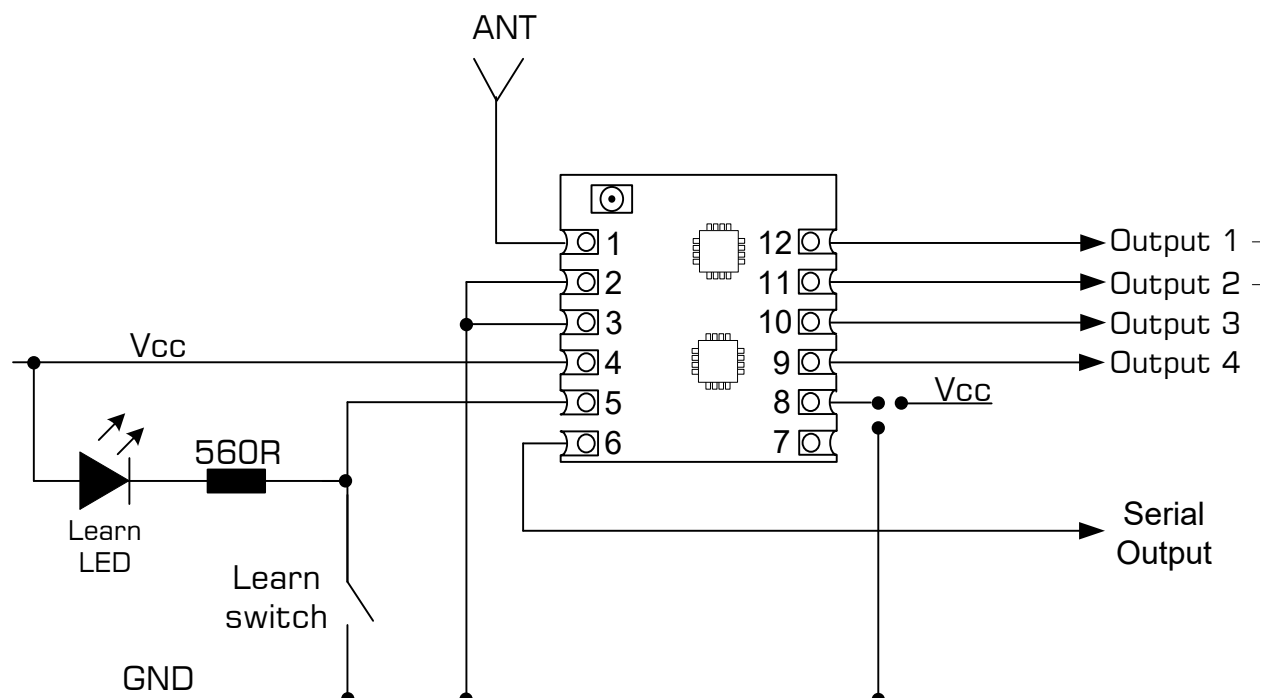 ANT
1
2
3
4
5
6
12
11
10
9
8
7
Output 1 -
Output 2 -
Output 3
Output 4
Vcc
Vcc
560R
Learn
LED
Learn
switch
GND
Serial
Output